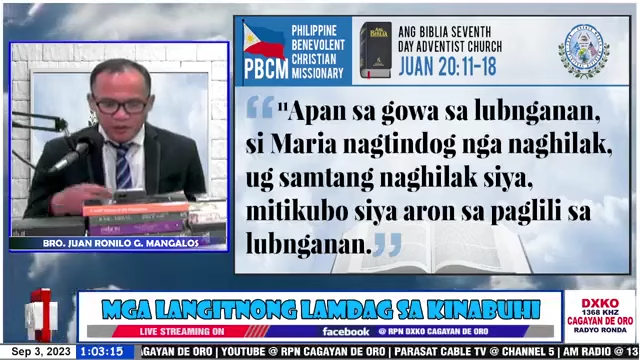 PHILIPPINE
BENEVOLENT
CHRISTIAN
MISSIONARY
PBCM
ANG BIBLIA
ANG BIBLIA SEVENTH
DAY ADVENTIST CHURCH
JUAN 20:11-18
"Apan sa gowa sa lubnganan,
si Maria nagtindog nga naghilak,
ug samtang naghilak siya,
mitikubo siya aron sa paglili sa
lubnganan.
BRO. JUAN RONILO G. MANGALOS
MGA LANGITNONG LAMDAG SA KINABUHI
LIVE STREAMING ON
facebook
@ RPN DXKO CAGAYAN DE ORO
DXKO
1368 KHZ
CAGAYAN DE ORO
RADYO RONDA
Sep 3, 2023
1:03:15
AGAYAN DE ORO | YOUTUBE @ RPN CAGAYAN DE ORO | PARASAT CABLE TV @ CHANNEL 5 | AM RADIO @ 13